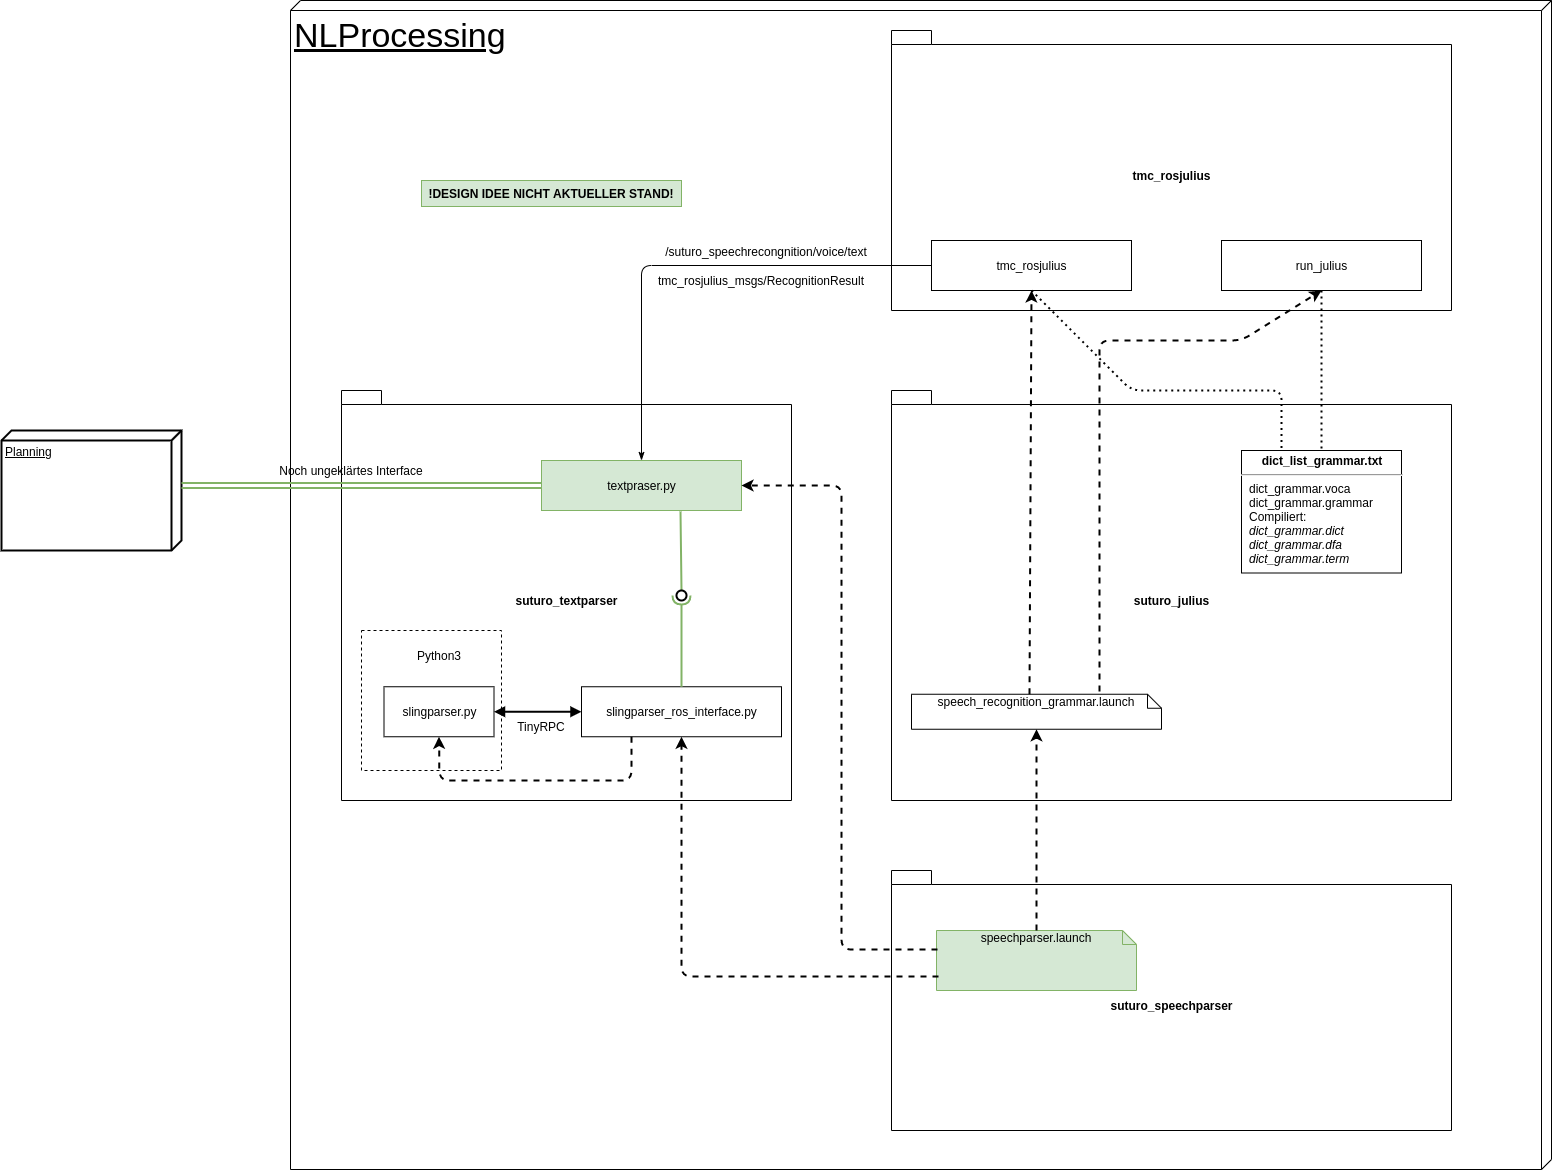 NLProcessing
tmc_rosjulius
!DESIGN IDEE NICHT AKTUELLER STAND!
/suturo_speechrecongnition/voice/text
tmc_rosjulius_msgs/RecognitionResult
tmc_rosjulius
run_julius
Planning
Noch ungeklärtes Interface
textpraser.py
suturo_textparser
Python3
slingparser.py
TinyRPC
slingparser_ros_interface.py
dict_list_grammar.txt
dict_grammar.voca
dict_grammar.grammar
Compiliert:
dict_grammar.dict
dict_grammar.dfa
dict_grammar.term
suturo_julius
speech_recognition_grammar.launch
speechparser.launch
suturo_speechparser